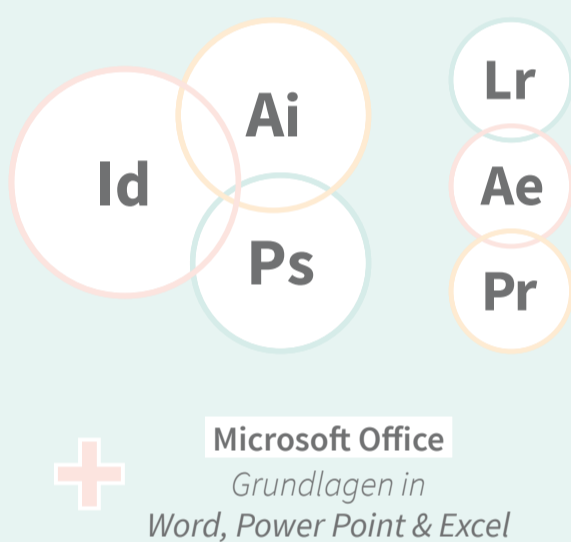 Id
Ai
Ps
Lr
Ae
Pr
Microsoft Office
Grundlagen in
Word, Power Point & Excel